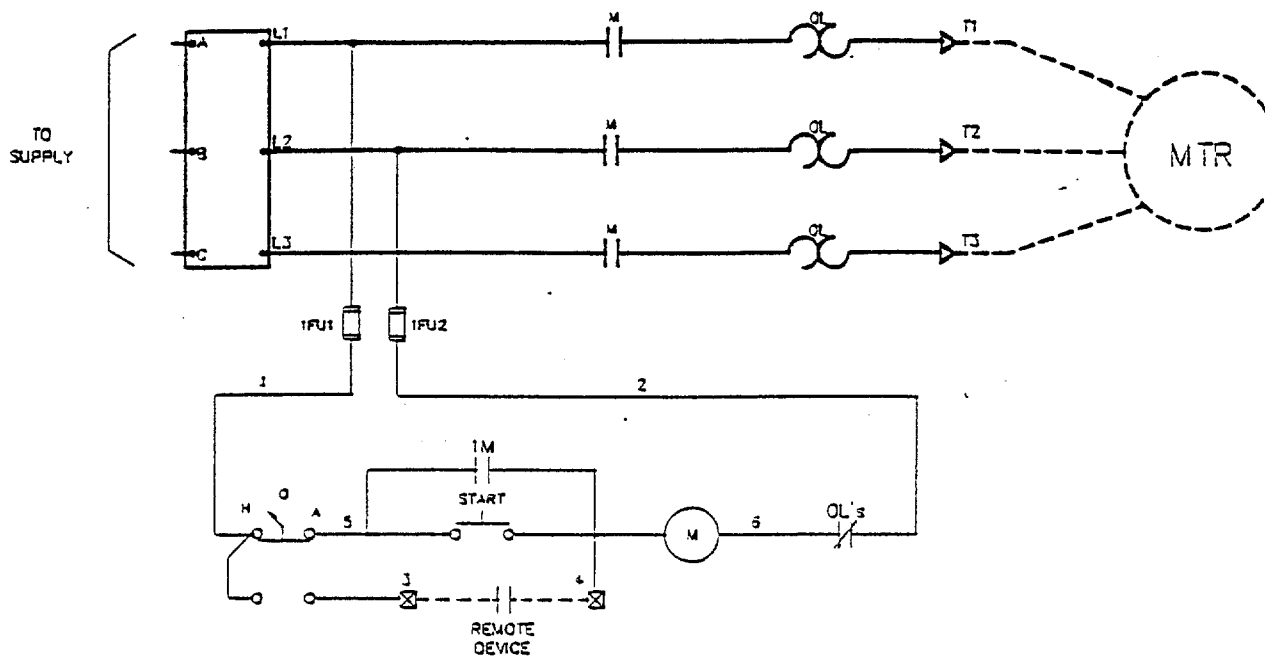 TO
SUPPLY
A
B
C
L1
L2
L3
M
M
M
OL
OL
OL
T1
T2
T3
MTR
1FU1
1FU2
1
2
1M
START
H
O
A
5
M
6
OL's
3
4
REMOTE
DEVICE